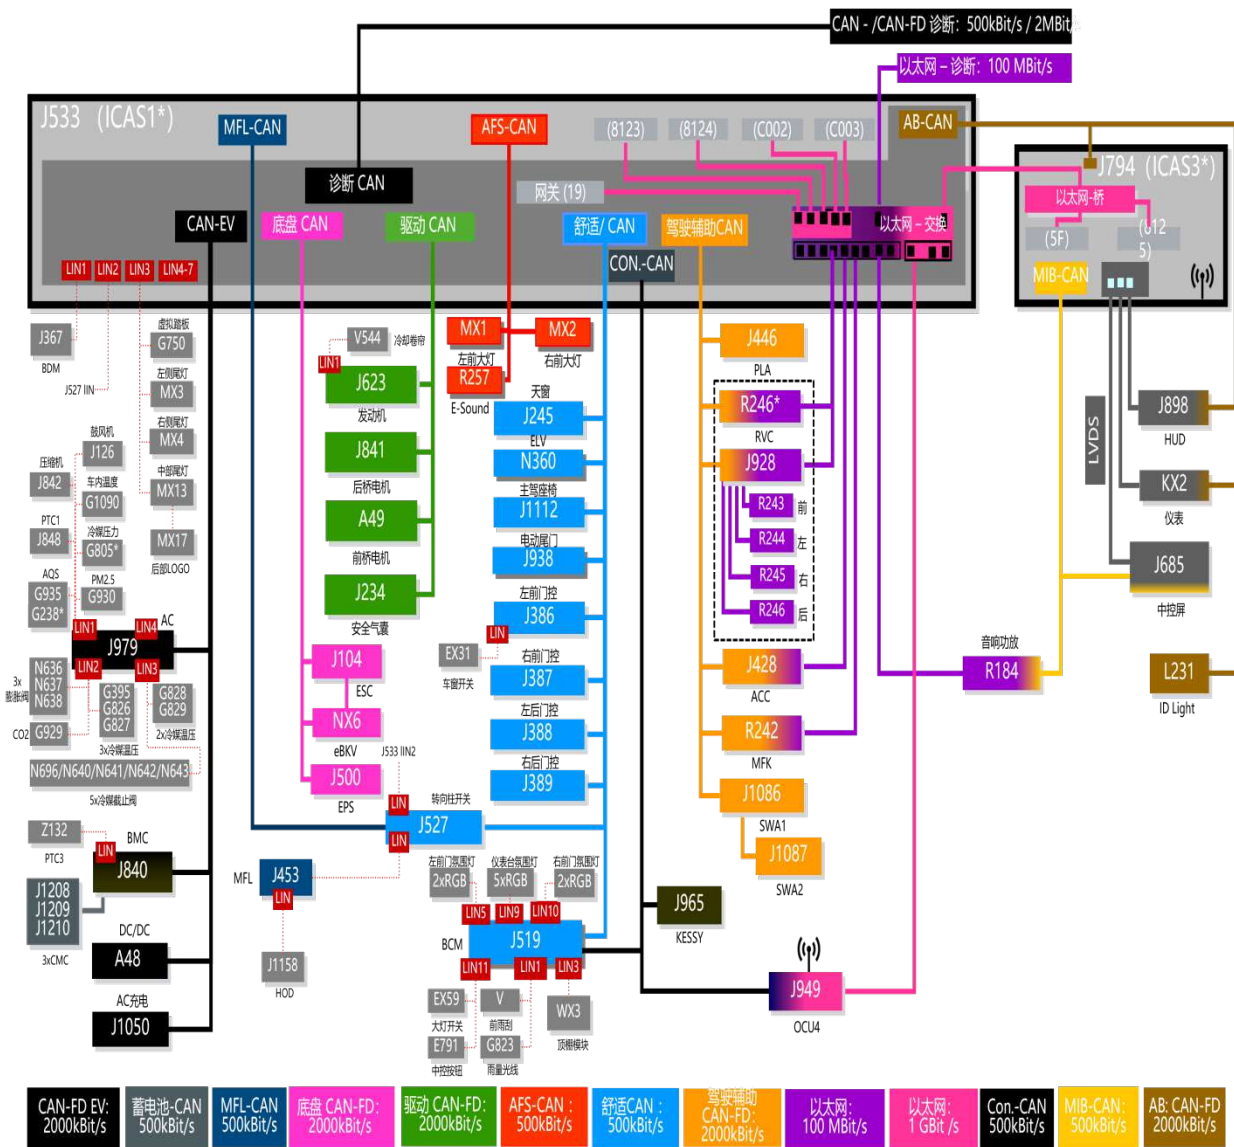 CAN - /CAN-FD 诊断：500kBit/s / 2MBit/s
以太网 – 诊断：100 MBit/s
J533 （ICAS1*）
MFL-CAN
AFS-CAN
(8123)
(8124)
(C002)
(C003)
AB-CAN
J794（ICAS3*）
诊断 CAN
网关 (19)
以太网-桥
CAN-EV
底盘 CAN
驱动 CAN
舒适/ CAN
驾驶辅助CAN
以太网 – 交换
(5F)
(8125)
CON.-CAN
MIB-CAN
LIN1
LIN2
LIN3
LIN4-7
J367
BDM
J527 lIN
虚拟踏板
G750
左侧尾灯
MX3
右侧尾灯
MX4
中部尾灯
MX13
MX17
后部LOGO
鼓风机
J126
压缩机
J842
车内温度
G1090
PTC1
J848
冷媒压力
G805*
AQS
G935
G238*
PM2.5
G930
LIN1
LIN4
AC
J979
LIN2
LIN3
3x
膨胀阀
N636
N637
N638
CO2
G929
G395
G826
G827
3x冷媒温压
G828
G829
2x冷媒温压
N696/N640/N641/N642/N643
5x冷媒截止阀
Z132
PTC3
LIN
BMC
J840
J1208
J1209
J1210
3xCMC
DC/DC
A48
AC充电
J1050
V544
冷却卷帘
LIN1
J623
发动机
J841
后桥电机
A49
前桥电机
J234
安全气囊
J104
ESC
NX6
eBKV
J500
EPS
J533 lIN2
LIN
转向柱开关
J527
LIN
MFL
J453
LIN
J1158
HOD
MX1
左前大灯
MX2
右前大灯
R257
E-Sound
天窗
J245
ELV
N360
主驾座椅
J1112
电动尾门
J938
左前门控
J386
LIN
EX31
车窗开关
右前门控
J387
左后门控
J388
右后门控
J389
左前门氛围灯
仪表台氛围灯
右前门氛围灯
2xRGB
5xRGB
2xRGB
LIN5
LIN9
LIN10
BCM
J519
LIN11
LIN1
LIN3
EX59
大灯开关
V
前雨刮
WX3
顶棚模块
E791
中控按钮
G823
雨量光线
J446
PLA
R246*
RVC
J928
R243
前
R244
左
R245
右
R246
后
J428
ACC
R242
MFK
J1086
SWA1
J1087
SWA2
J965
KESSY
J949
OCU4
音响功放
R184
LVDS
J898
HUD
KX2
仪表
J685
中控屏
L231
ID Light
CAN-FD EV:
2000kBit/s
蓄电池-CAN
500kBit/s
MFL-CAN
500kBit/s
底盘 CAN-FD：
2000kBit/s
驱动 CAN-FD：
2000kBit/s
AFS-CAN：
500kBit/s
舒适CAN：
500kBit/s
驾驶辅助
CAN-FD：
2000kBit/s
以太网：
100 MBit/s
以太网：
1 GBit /s
Con.-CAN
500kBit/s
MIB-CAN：
500kBit/s
AB: CAN-FD
2000kBit/s